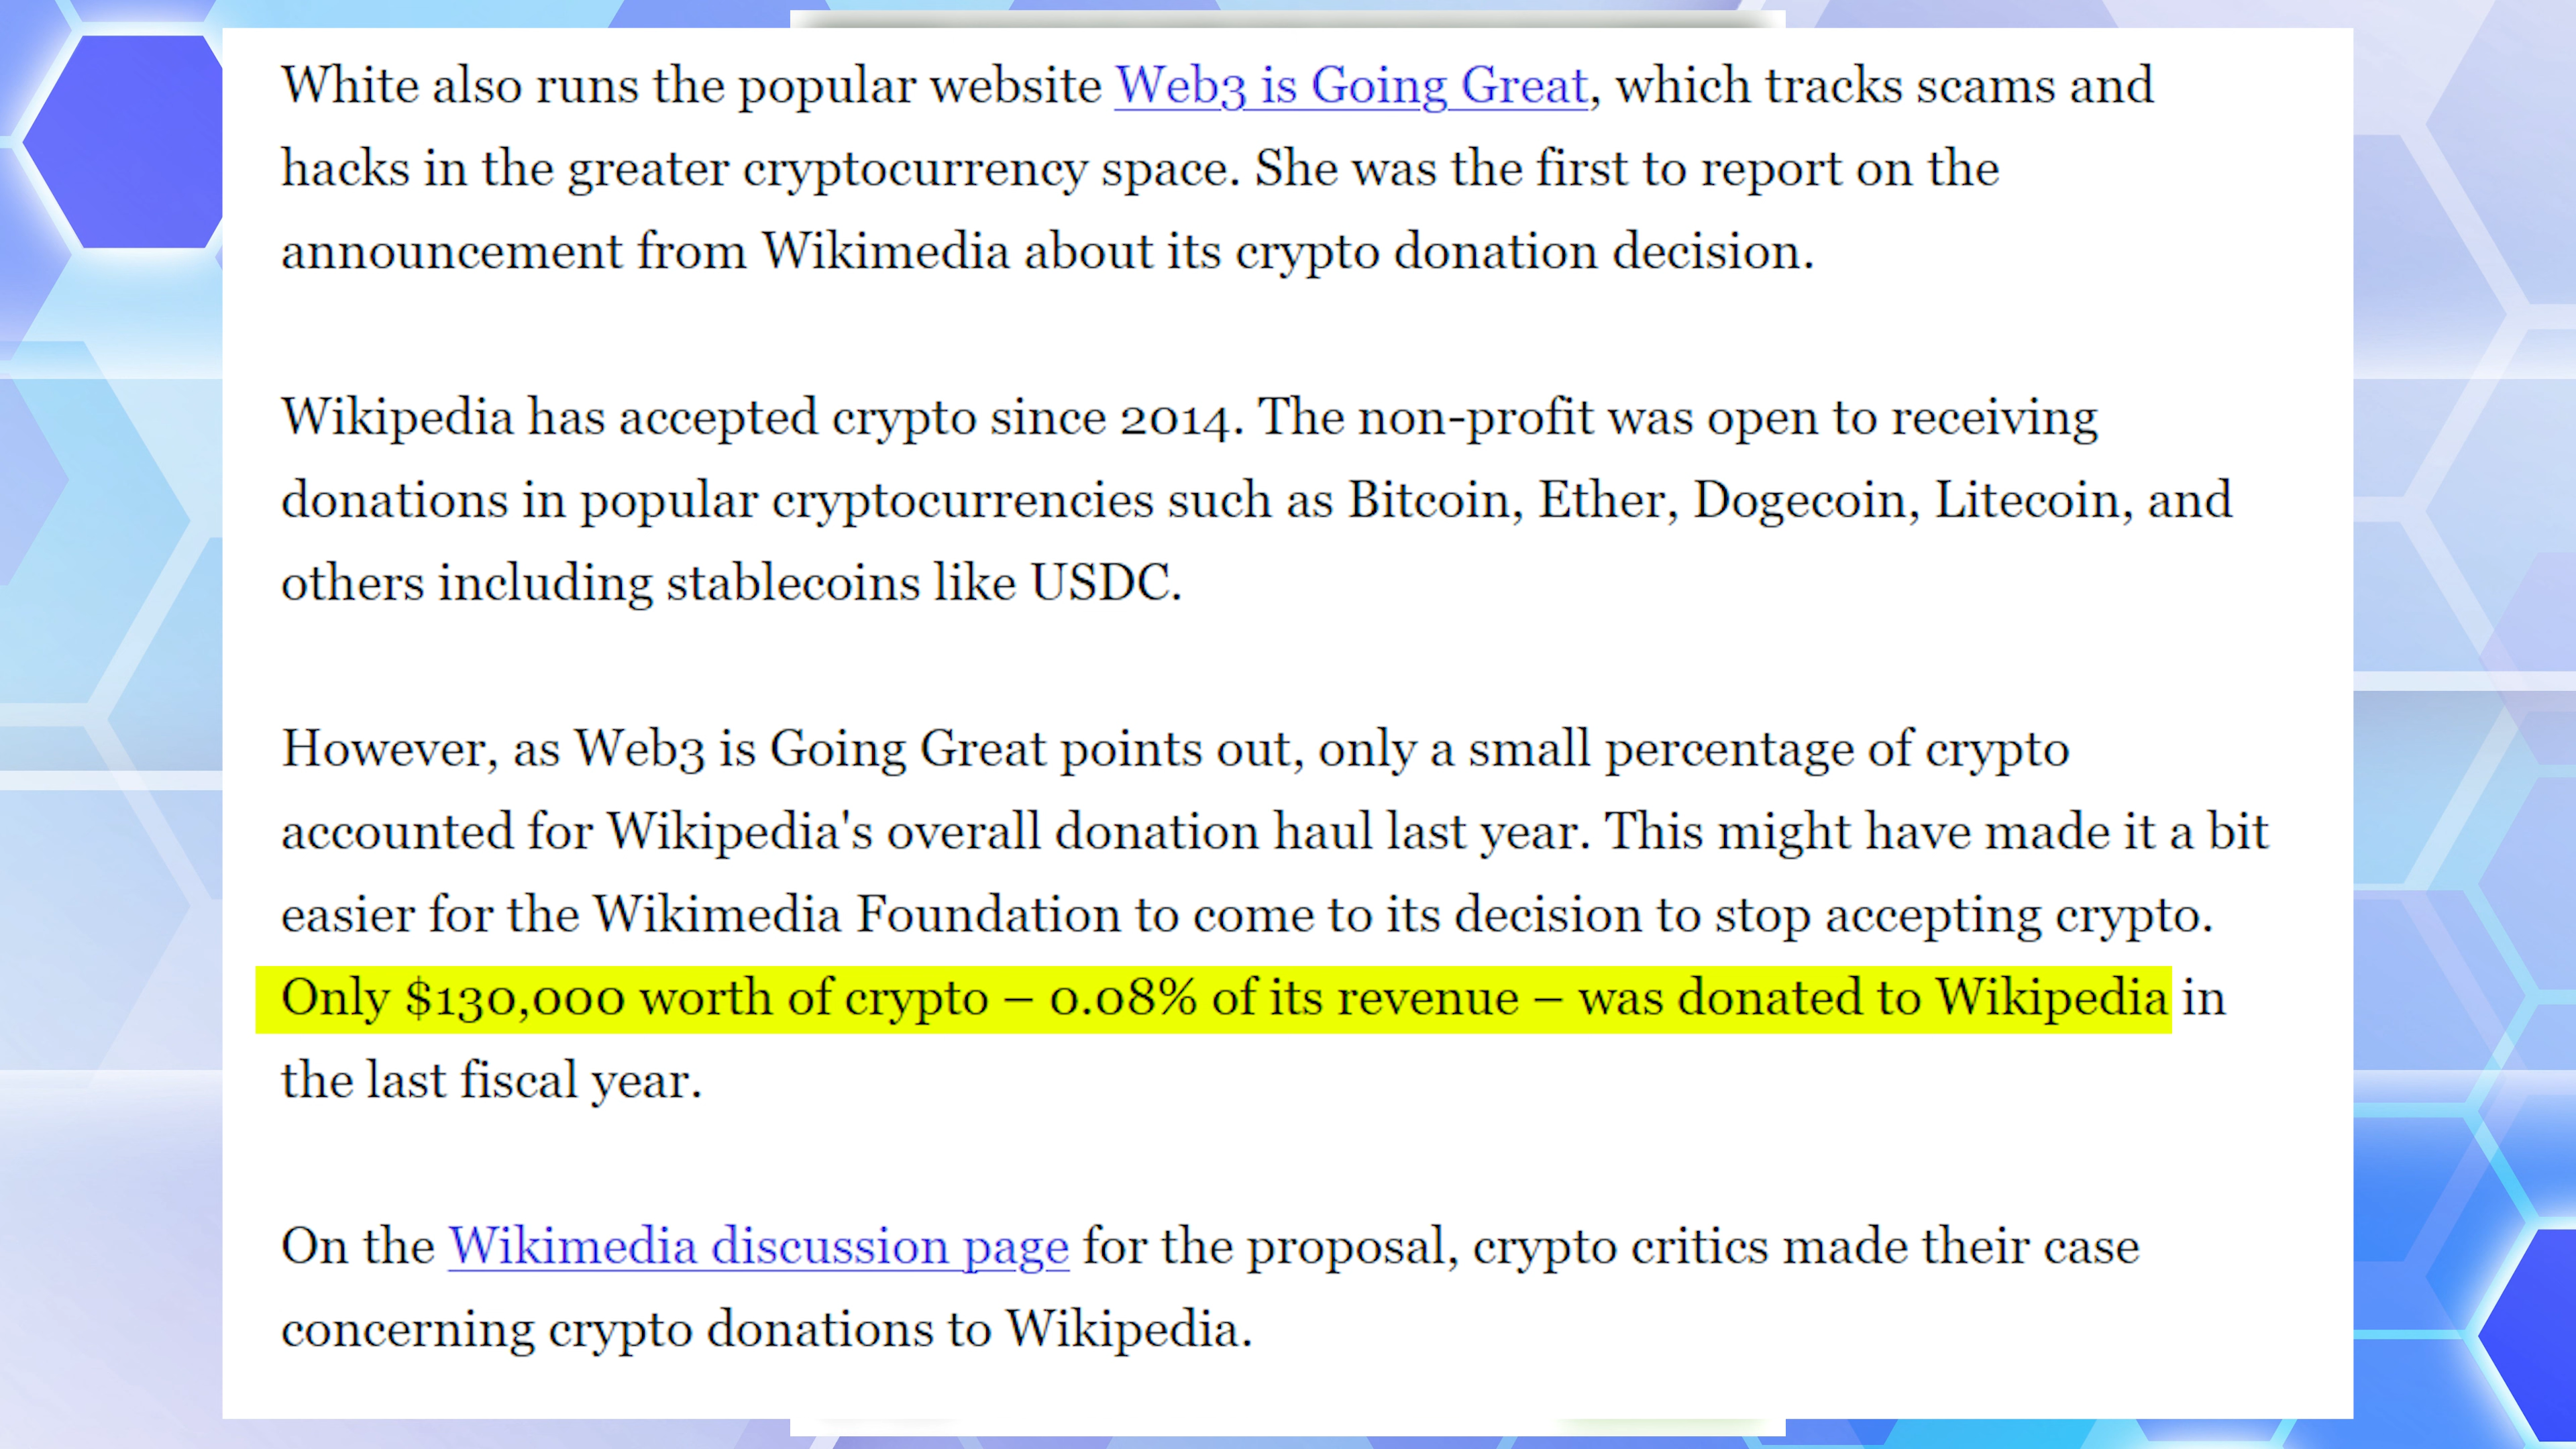 White also runs the popular website Web3 is Going Great, which tracks scams and
hacks in the greater cryptocurrency space. She was the first to report on the
announcement from Wikimedia about its crypto donation decision.
Wikipedia has accepted crypto since 2014. The non-profit was open to receiving
donations in popular cryptocurrencies such as Bitcoin, Ether, Dogecoin, Litecoin, and
others including stablecoins like USDC.
However, as Web3 is Going Great points out, only a small percentage of crypto
accounted for Wikipedia's overall donation haul last year. This might have made it a bit
easier for the Wikimedia Foundation to come to its decision to stop accepting crypto.
Only $130,000 worth of crypto – 0.08% of its revenue – was donated to Wikipedia in
the last fiscal year.
On the Wikimedia discussion page for the proposal, crypto critics made their case
concerning crypto donations to Wikipedia.